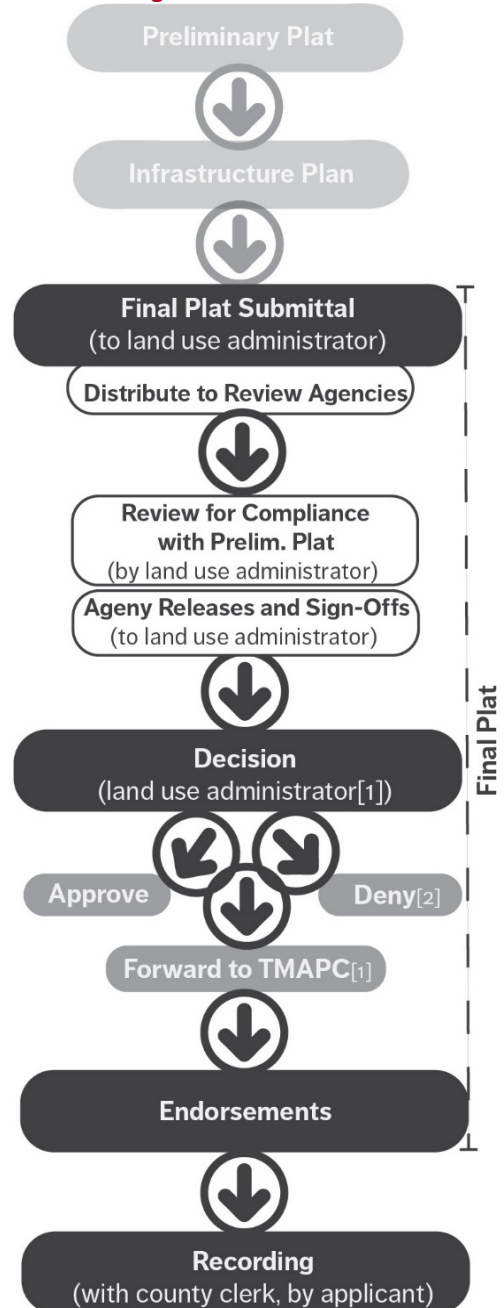 Preliminary Plat
Infrastructure Plan
Final Plat Submittal
(to land use administrator)
Distribute to Review Agencies
Review for Compliance
with Prelim. Plat
(by land use administrator)
Ageny Releases and Sign-Offs
(to land use administrator)
Decision
(land use administrator[1])
Approve
Deny[2]
Forward to TMAPC[1]
Endorsements
Recording
(with county clerk, by applicant)
Final Plat